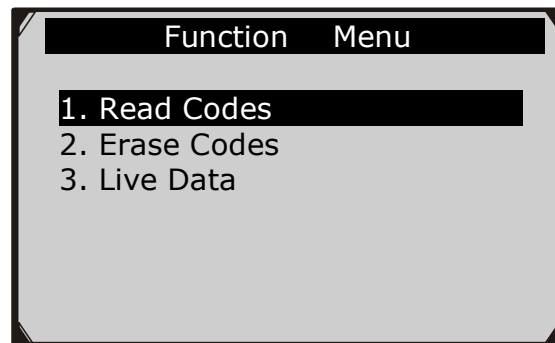 Function Menu
1. Read Codes
2. Erase Codes
3. Live Data